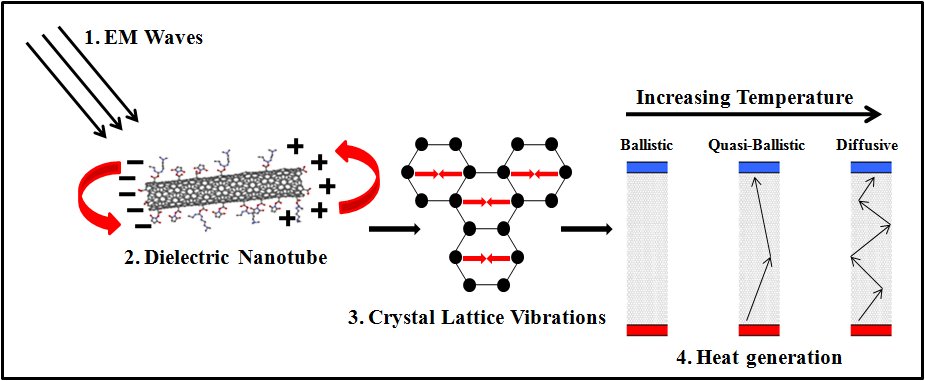 1. EM Waves
2. Dielectric Nanotube
3. Crystal Lattice Vibrations
Increasing Temperature
Ballistic Quasi-Ballistic Diffusive
4. Heat generation